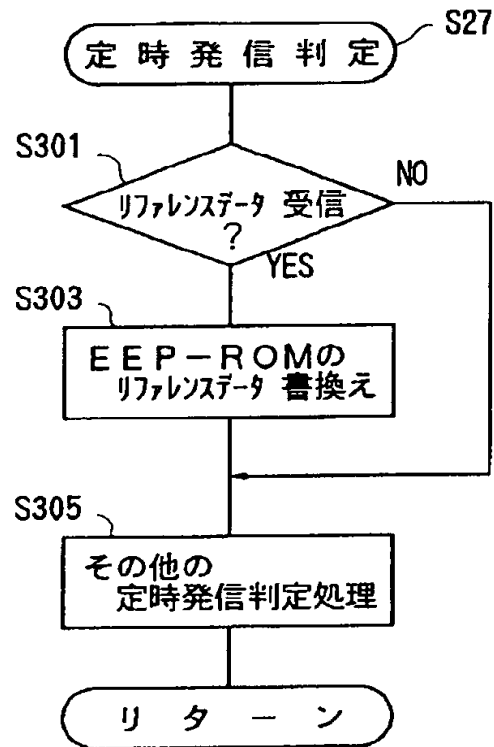 S27
定時発信判定
S301
リファレンスデータ 受信
?
NO
YES
S303
EEP-ROMの
リファレンスデータ 書換え
S305
その他の
定時発信判定処理
リターン